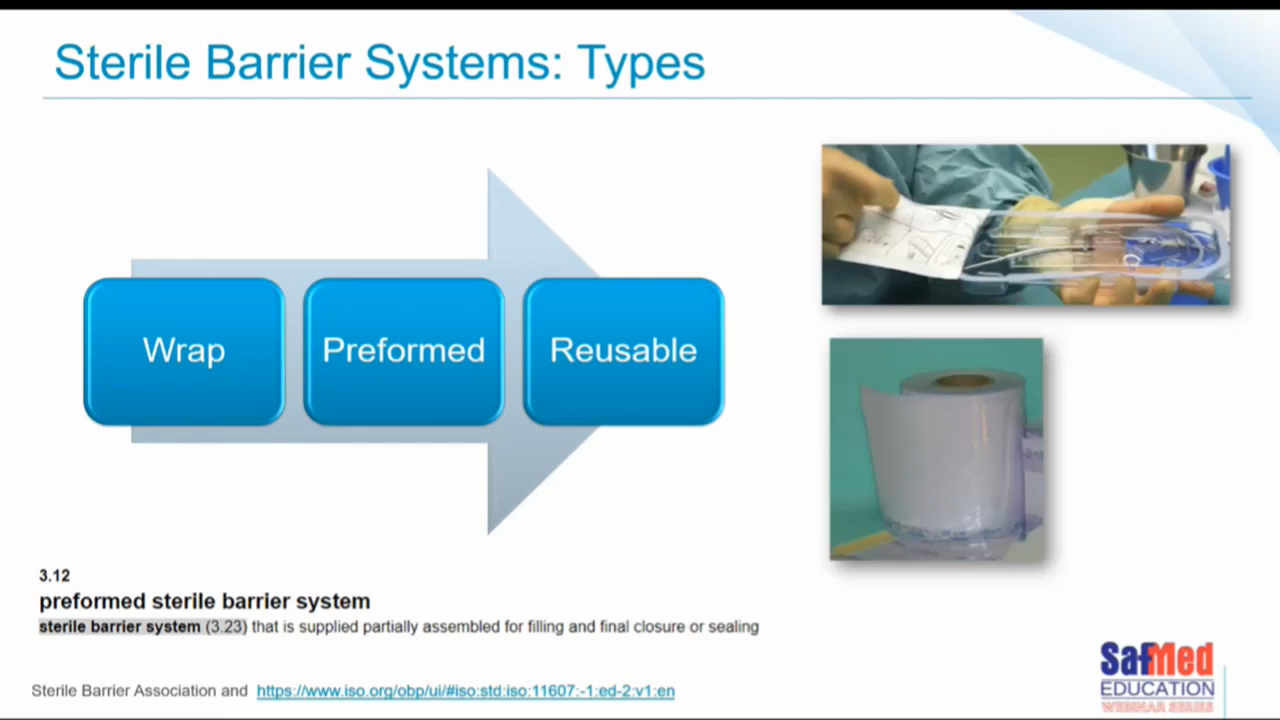 Sterile Barrier Systems: Types
Wrap
Preformed
Reusable
3.12
preformed sterile barrier system
sterile barrier system (3.23) that is supplied partially assembled for filling and final closure or sealing
Sterile Barrier Association and https://www.iso.org/obp/ui/#iso:std:iso:11607:-1:ed-2:v1:en
SafMed
EDUCATION
WEBINAR SERIES